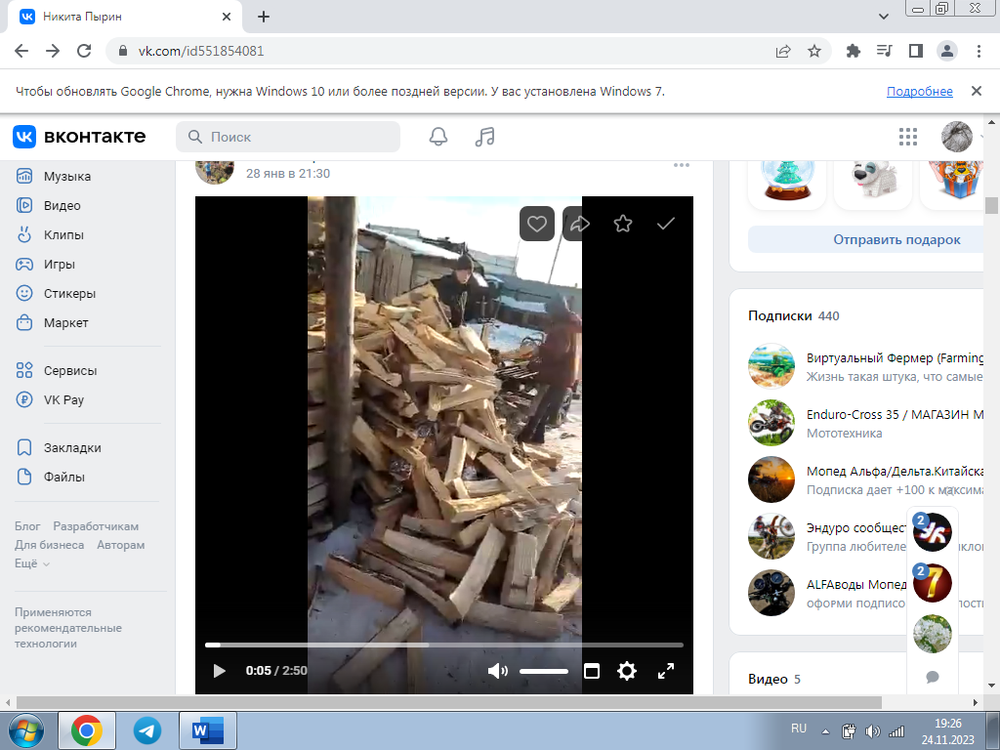 Никита Пырин
vk.com/id551854081
Чтобы обновлять Google Chrome, нужна Windows 10 или более поздней версии. У вас установлена Windows 7.
Подробнее
вконтакте
Поиск
Музыка
Видео
Клипы
Игры
Стикеры
Маркет
Сервисы
VK Pay
Закладки
Файлы
Блог Разработчикам
Для бизнеса Авторам
Ещё
Применяются
рекомендательные
технологии
28 янв в 21:30
0:05 / 2:50
Отправить подарок
Подписки 440
Виртуальный Фермер (Farming
Жизнь такая штука, что самые
Enduro-Cross 35 / МАГАЗИН М
Мототехника
Мопед Альфа/Дельта.Китайска
Подписка дает +100 к максима
Эндуро сообщест
Группа любителе
ALFAводы Мопед
оформи подписо
2
2
7
Видео 5
W
RU
19:26
24.11.2023